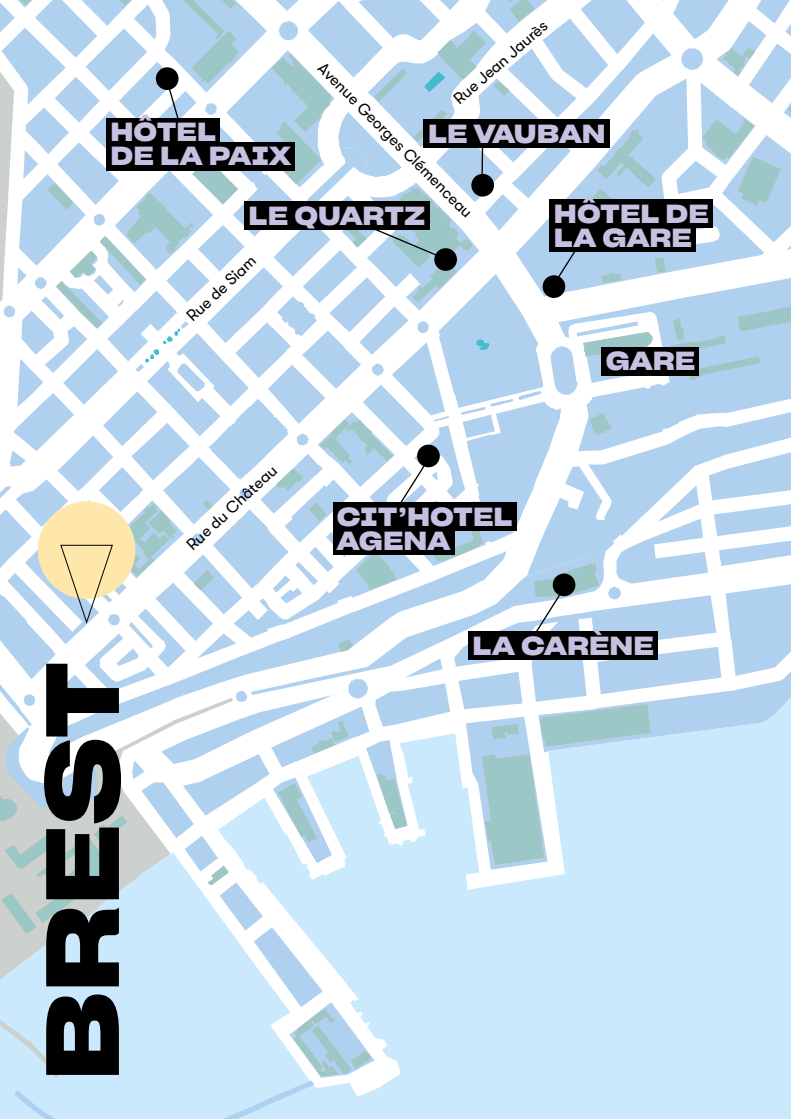 Rue Jean Jaurès
Avenue Georges Clémenceau
HÔTEL
DE LA PAIX
LE VAUBAN
LE QUARTZ
HÔTEL DE
LA GARE
Rue de Siam
GARE
Rue du Château
CIT’HOTEL
AGENA
LA CARÈNE
BREST